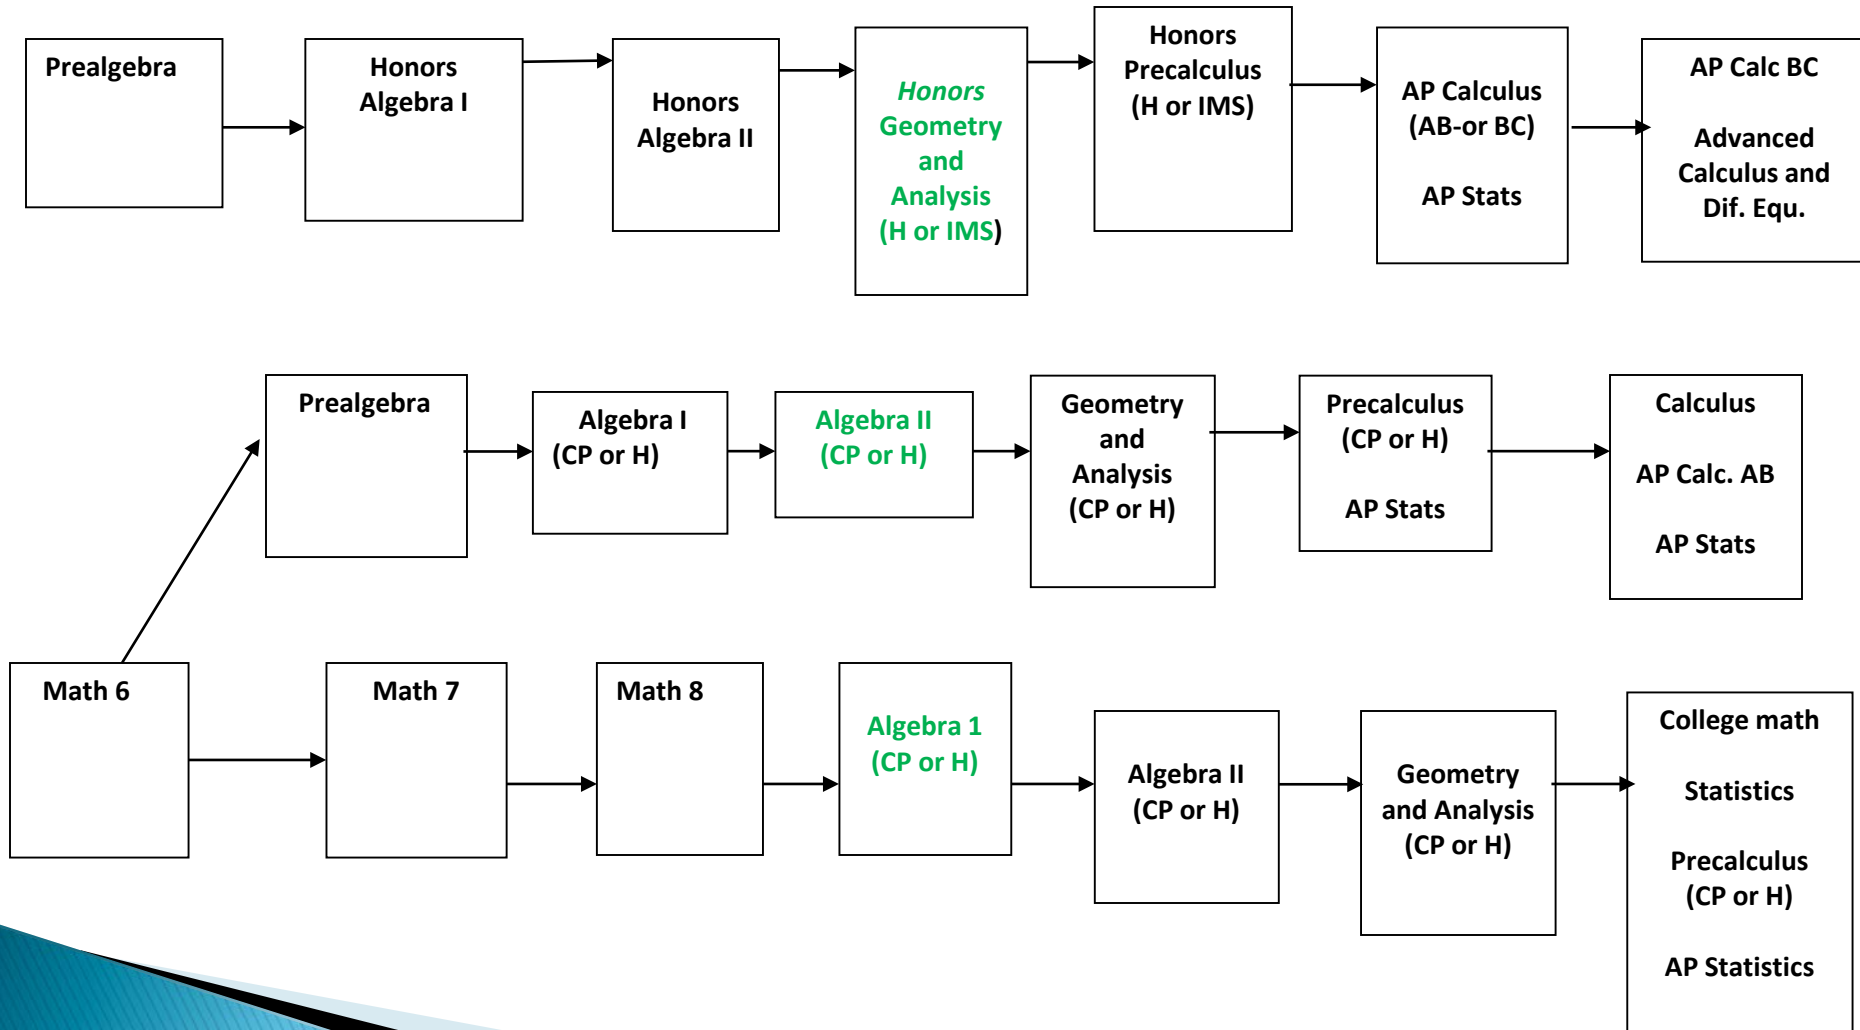 Prealgebra
Honors
Algebra I
Honors
Algebra II
Honors
Geometry
and
Analysis
(H or IMS)
Honors
Precalculus
(H or IMS)
AP Calculus
(AB-or BC)
AP Stats
AP Calc BC
Advanced
Calculus and
Dif. Equ.
Prealgebra
Algebra I
(CP or H)
Algebra II
(CP or H)
Geometry
and
Analysis
(CP or H)
Precalculus
(CP or H)
AP Stats
Calculus
AP Calc. AB
AP Stats
Math 6
Math 7
Math 8
Algebra 1
(CP or H)
Algebra II
(CP or H)
Geometry
and Analysis
(CP or H)
College math
Statistics
Precalculus
(CP or H)
AP Statistics